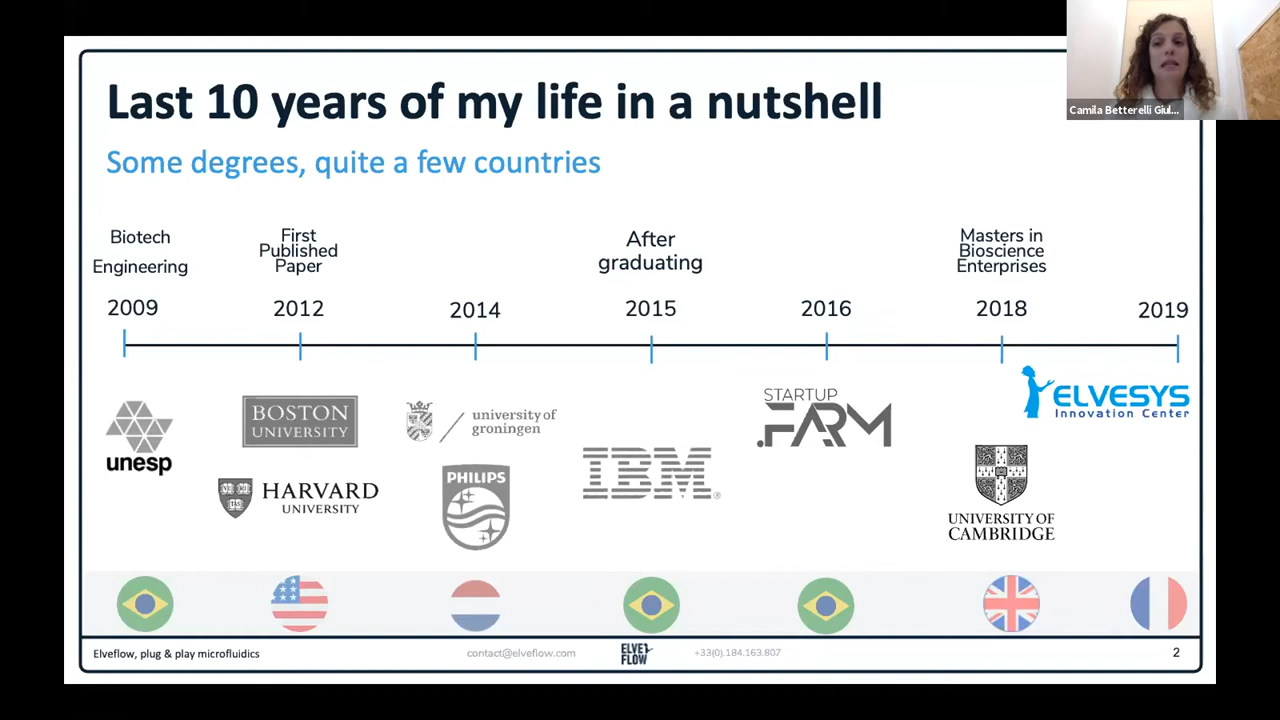 Last 10 years of my life in a nutshell
Camila Betterelli Giul...
Some degrees, quite a few countries
Biotech
Engineering
First
Published
Paper
After
graduating
Masters in
Bioscience
Enterprises
2009
2012
2014
2015
2016
2018
2019
unesp
BOSTON
UNIVERSITY
HARVARD
UNIVERSITY
university of
groningen
PHILIPS
IBM®
STARTUP
.FARM
ELVESYS
Innovation Center
UNIVERSITY OF
CAMBRIDGE
Elveflow, plug & play microfluidics
contact@elveflow.com
ELVE
FLOW
+33(0).184.163.807
2